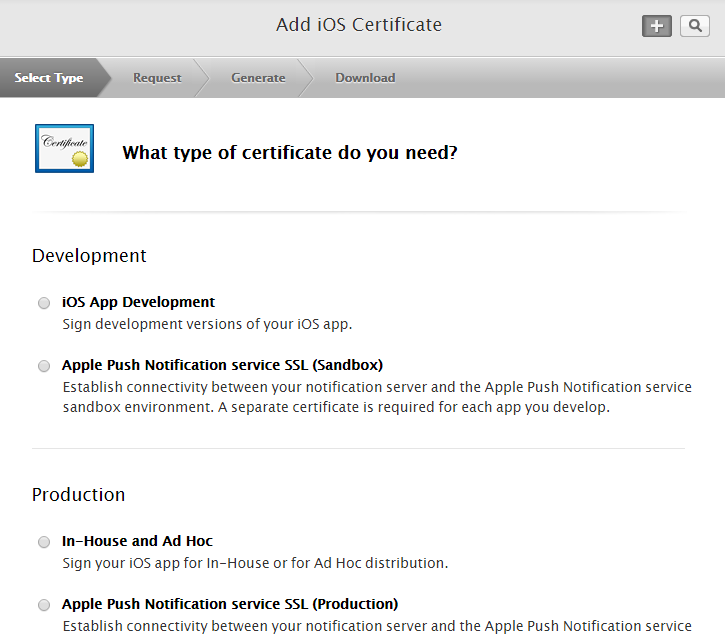 Add iOS Certificate
Select Type
Request
Generate
Download
Certificate
What type of certificate do you need?
Development
iOS App Development
Sign development versions of your iOS app.
Apple Push Notification service SSL (Sandbox)
Establish connectivity between your notification server and the Apple Push Notification service
sandbox environment. A separate certificate is required for each app you develop.
Production
In-House and Ad Hoc
Sign your iOS app for In-House or for Ad Hoc distribution.
Apple Push Notification service SSL (Production)
Establish connectivity between your notification server and the Apple Push Notification service